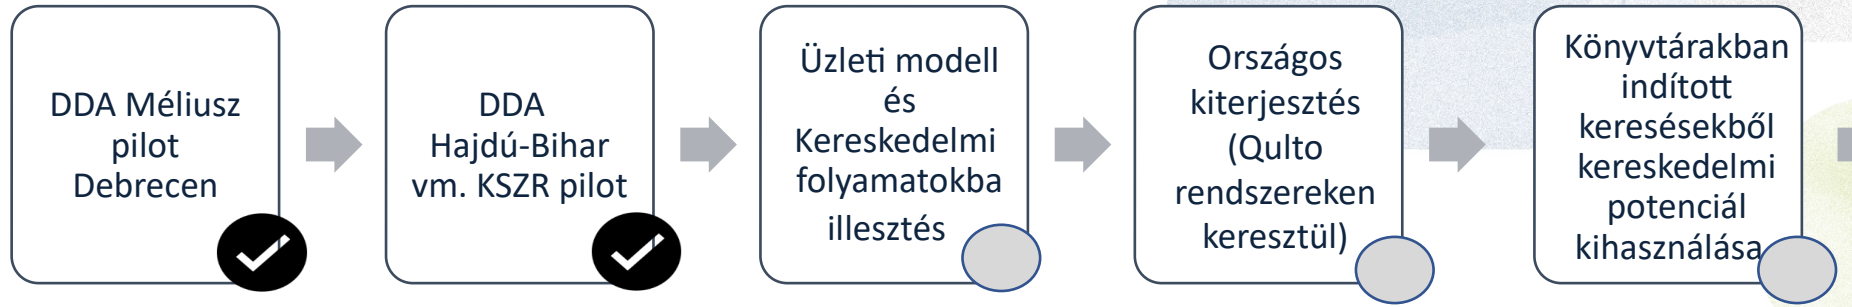 DDA Méliusz
pilot
Debrecen
DDA
Hajdú-Bihar
vm. KSZR pilot
Üzleti modell
és
Kereskedelmi
folyamatokba
illesztés
Országos
kiterjesztés
(Qulto
rendszereken
keresztül)
Könyvtárakban
indított
keresésekből
kereskedelmi
potenciál
kihasználása